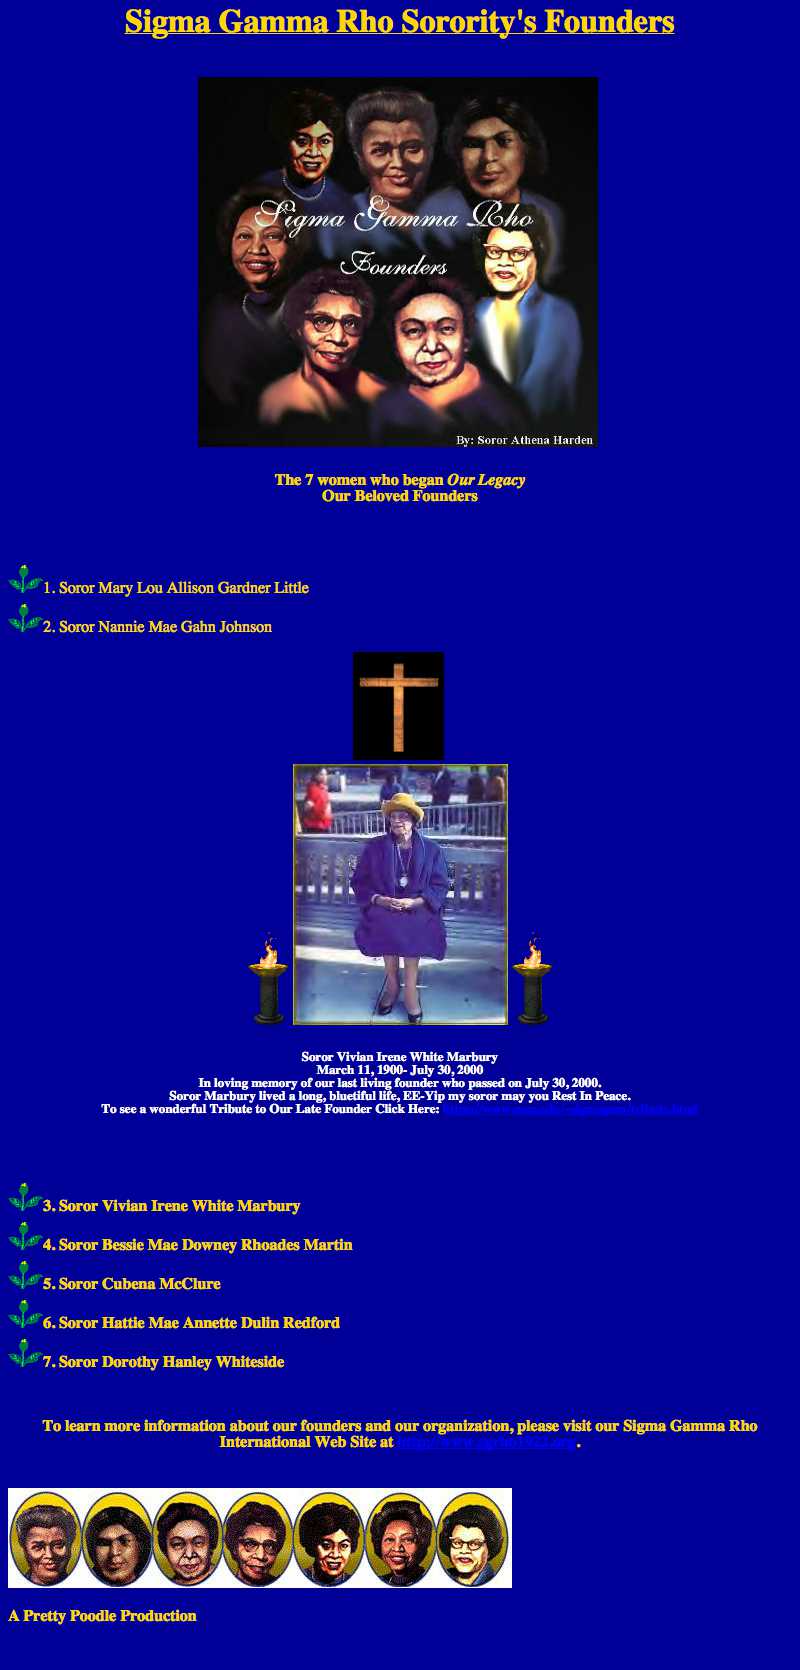 Sigma Gamma Rho Sorority's Founders
Sigma Gamma Rho
Founders
By: Soror Athena Harden
The 7 women who began Our Legacy
Our Beloved Founders
1. Soror Mary Lou Allison Gardner Little
2. Soror Nannie Mae Gahn Johnson
Soror Vivian Irene White Marbury
March 11, 1900- July 30, 2000
In loving memory of our last living founder who passed on July 30, 2000.
Soror Marbury lived a long, bluetiful life, EE-Yip my soror may you Rest In Peace.
To see a wonderful Tribute to Our Late Founder Click Here:
3. Soror Vivian Irene White Marbury
4. Soror Bessie Mae Downey Rhoades Martin
5. Soror Cubena McClure
6. Soror Hattie Mae Annette Dulin Redford
7. Soror Dorothy Hanley Whiteside
To learn more information about our founders and our organization, please visit our Sigma Gamma Rho
International Web Site at .
A Pretty Poodle Production